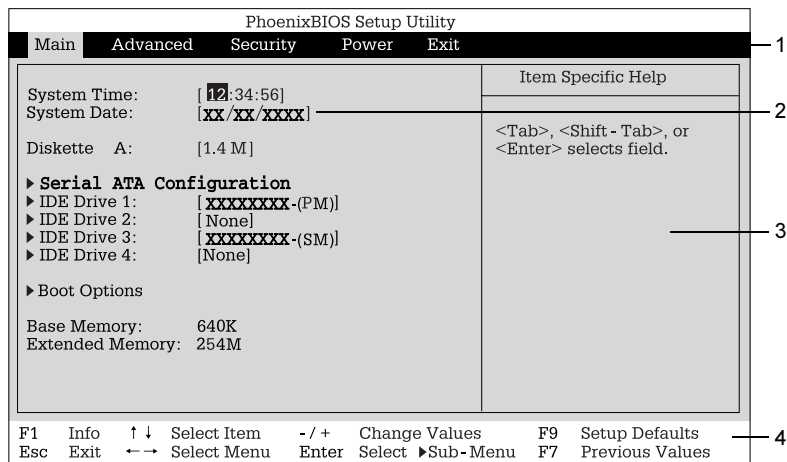 PhoenixBIOS Setup Utility
Main Advanced Security Power Exit
1
Item Specific Help
System Time: [ 12:34:56]
System Date: [xx/xx/xxxx]
2
<Tab>, <Shift-Tab>, or
<Enter> selects field.
Diskette A: [1.4 M]
▶ Serial ATA Configuration
▶ IDE Drive 1: [ XXXXXXXX-(PM)]
▶ IDE Drive 2: [ None]
▶ IDE Drive 3: [ XXXXXXXX-(SM)]
▶ IDE Drive 4: [None]
3
▶ Boot Options
Base Memory: 640K
Extended Memory: 254M
F1 Info ↑ ↓ Select Item - / + Change Values F9 Setup Defaults
4
Esc Exit ←→ Select Menu Enter Select ▶Sub-Menu F7 Previous Values